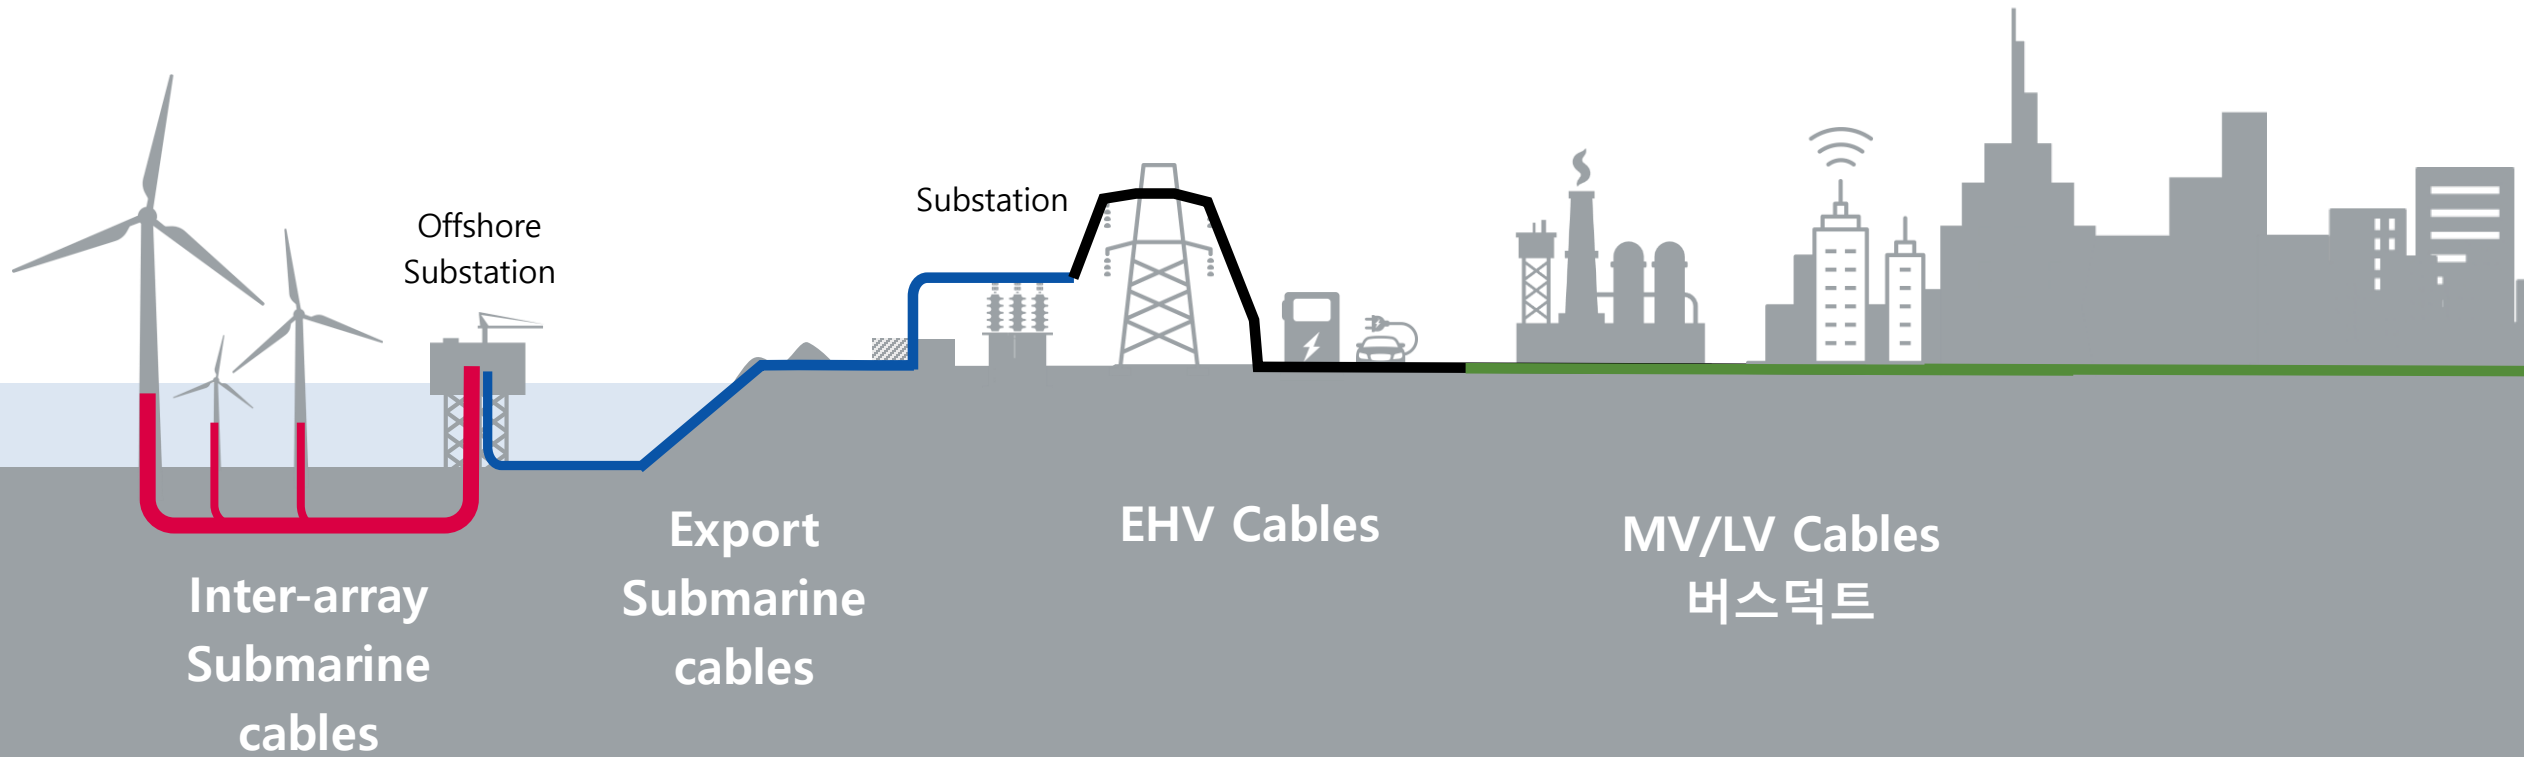 Offshore
Substation
Substation
Inter-array
Submarine
cables
Export
Submarine
cables
EHV Cables
MV/LV Cables
버스덕트